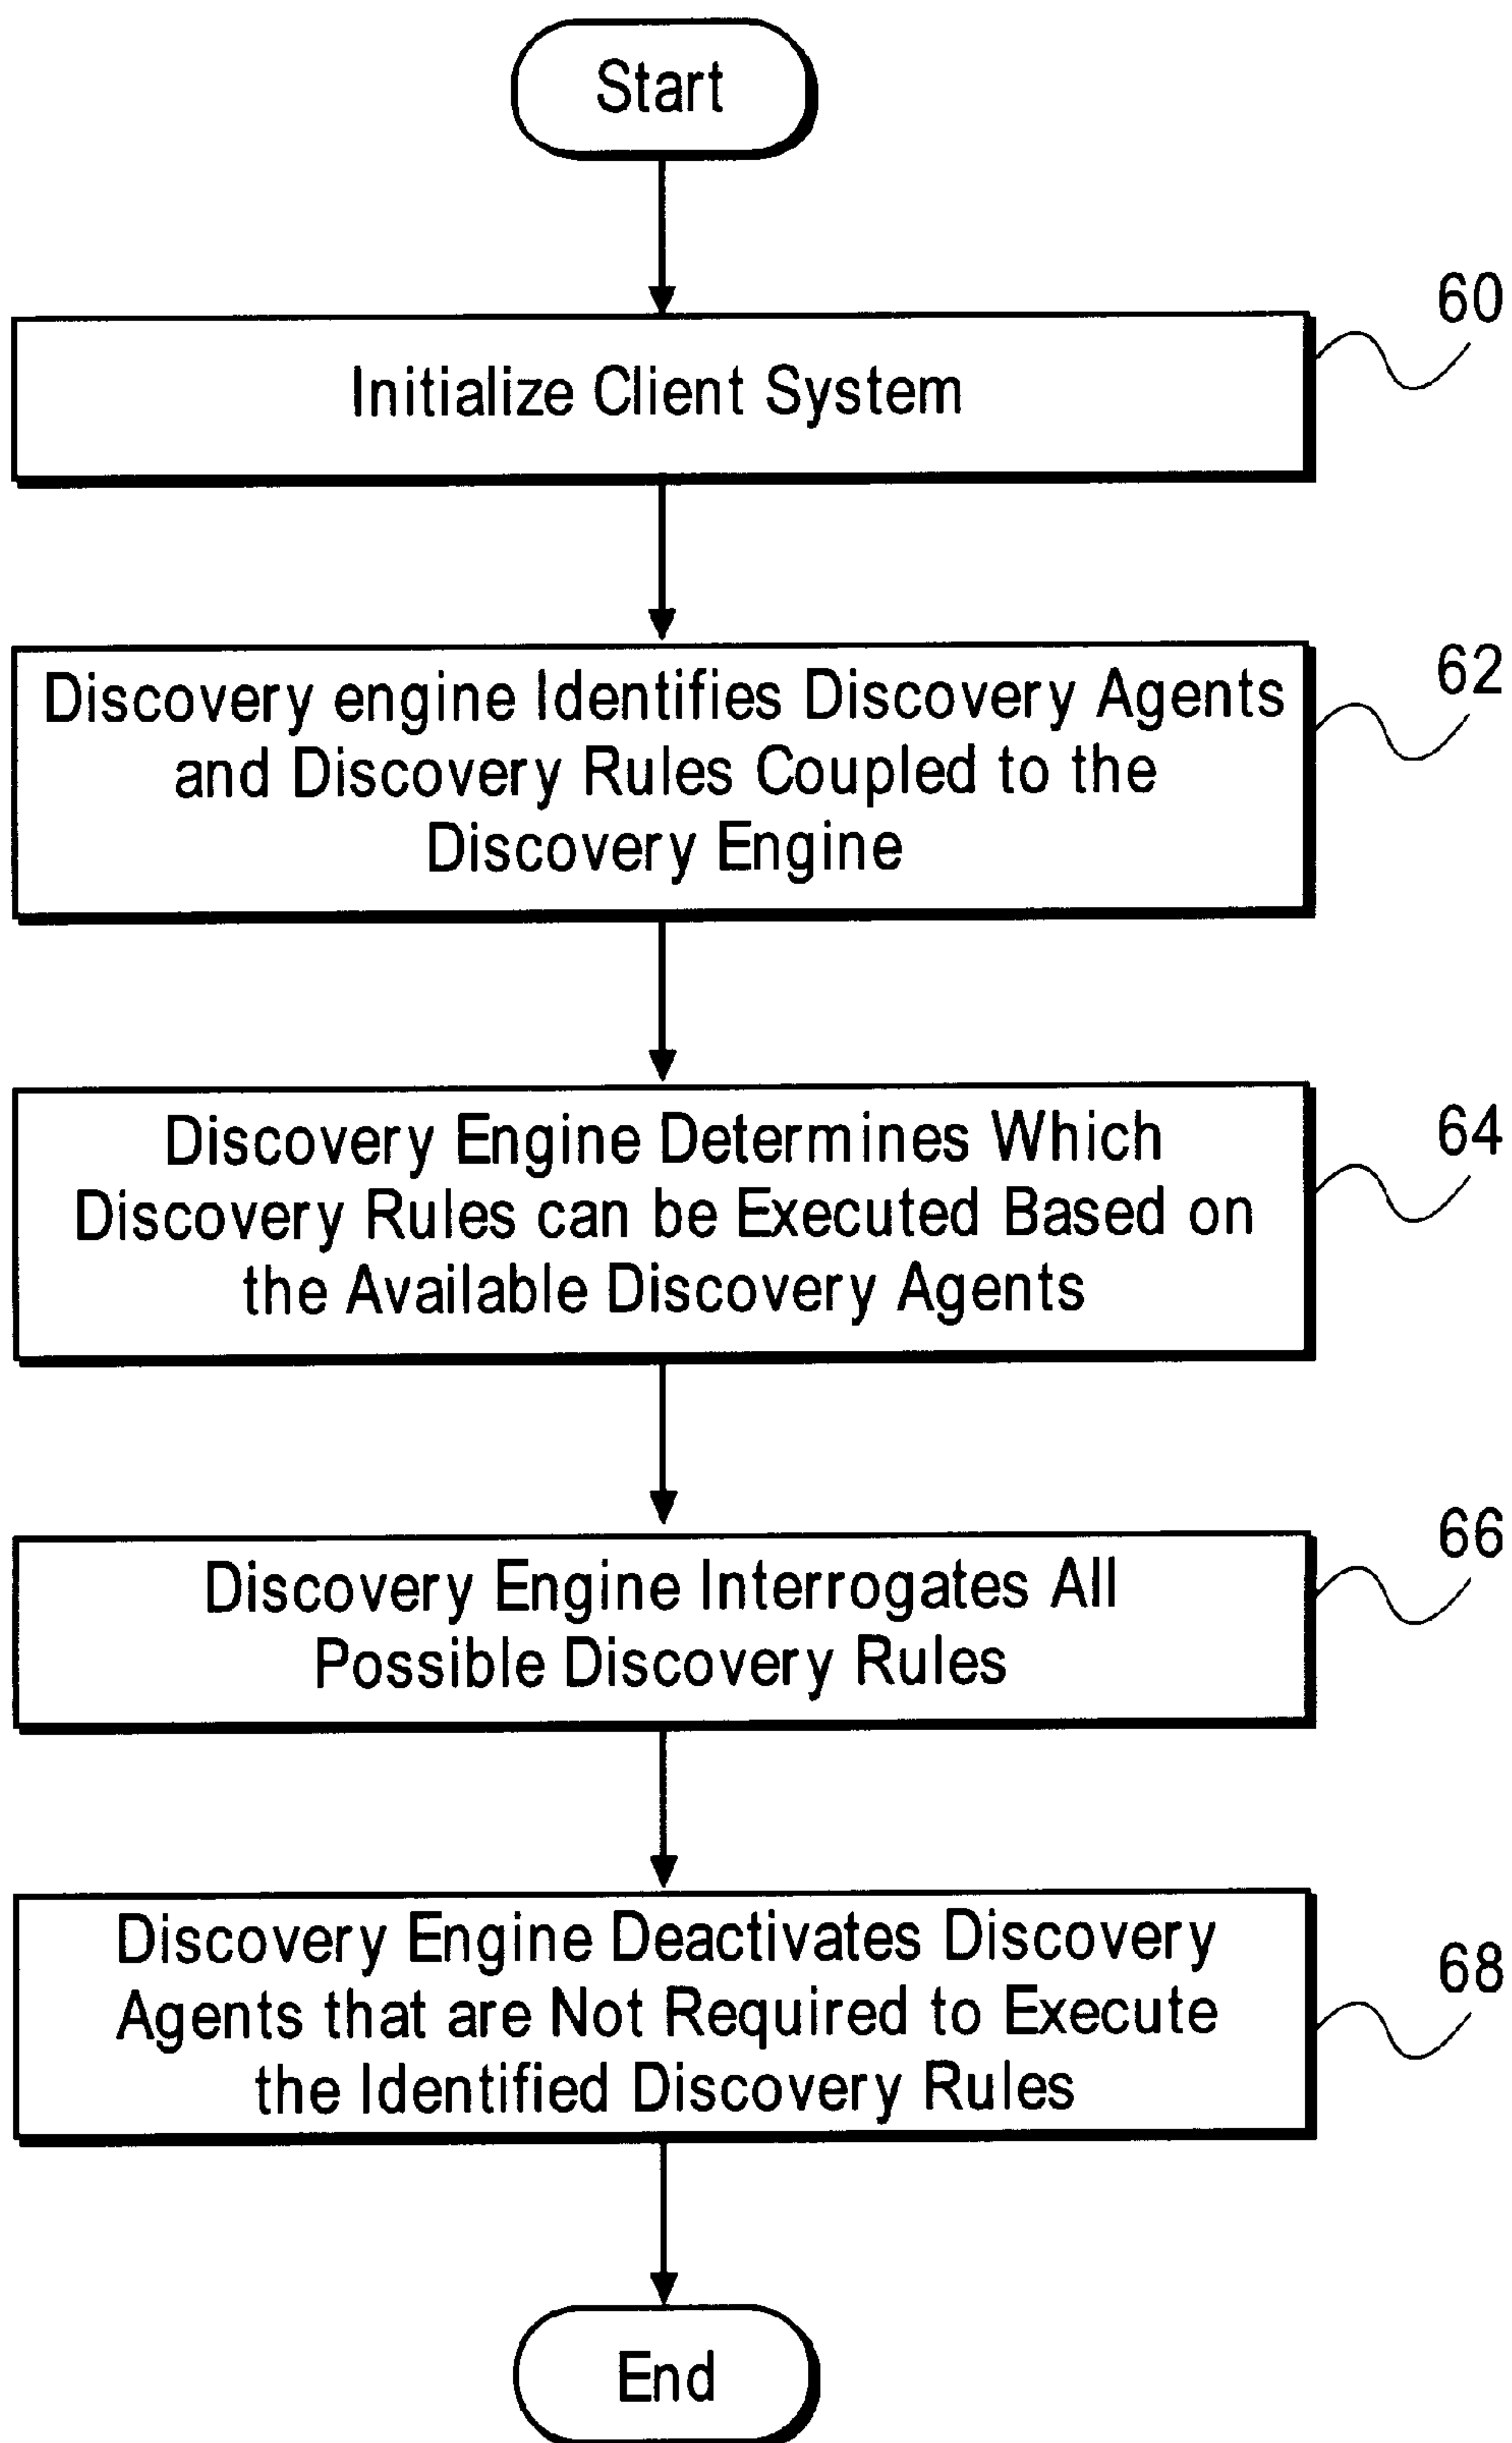 Start
60
Initialize Client System
62
Discovery engine Identifies Discovery Agents
and Discovery Rules Coupled to the
Discovery Engine
64
Discovery Engine Determines Which
Discovery Rules can be Executed Based on
the Available Discovery Agents
66
Discovery Engine Interrogates All
Possible Discovery Rules
68
Discovery Engine Deactivates Discovery
Agents that are Not Required to Execute
the Identified Discovery Rules
End